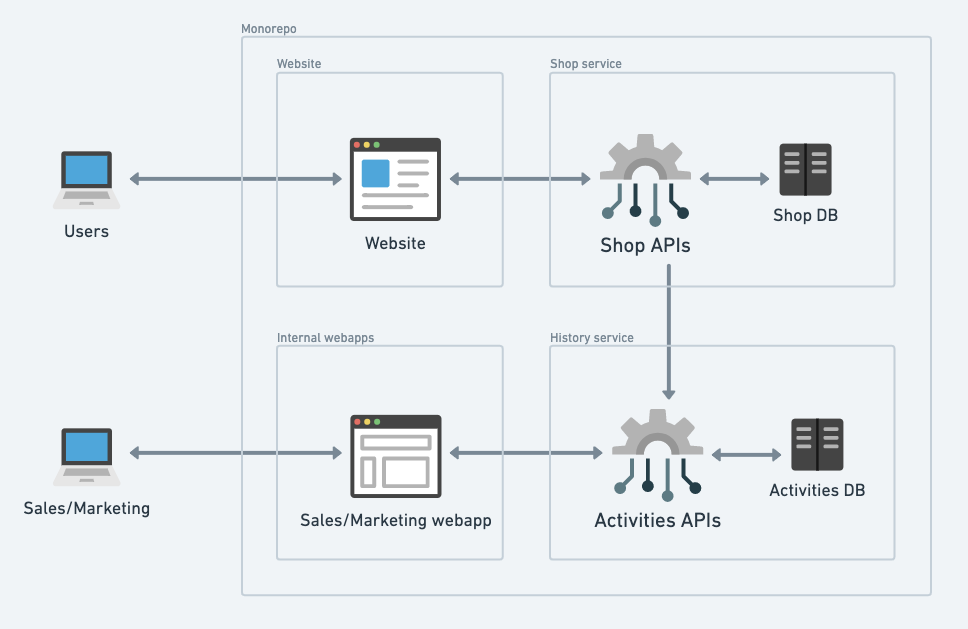 Monorepo
Website
Shop service
Users
Website
Shop APIs
Shop DB
Internal webapps
History service
Sales/Marketing
Sales/Marketing webapp
Activities APIs
Activities DB